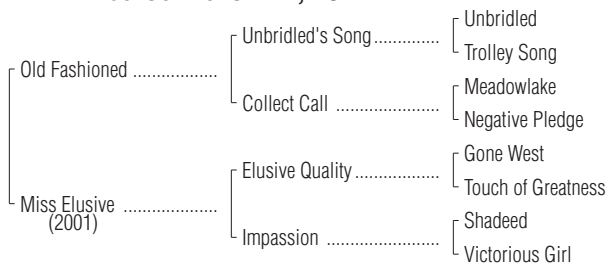 Unbridled
Unbridled's Song..............
Trolley Song
Old Fashioned ..................
Meadowlake
Collect Call ......................
Negative Pledge
Gone West
Elusive Quality..................
Touch of Greatness
Miss Elusive ....................
(2001)
Shadeed
Impassion ........................
Victorious Girl